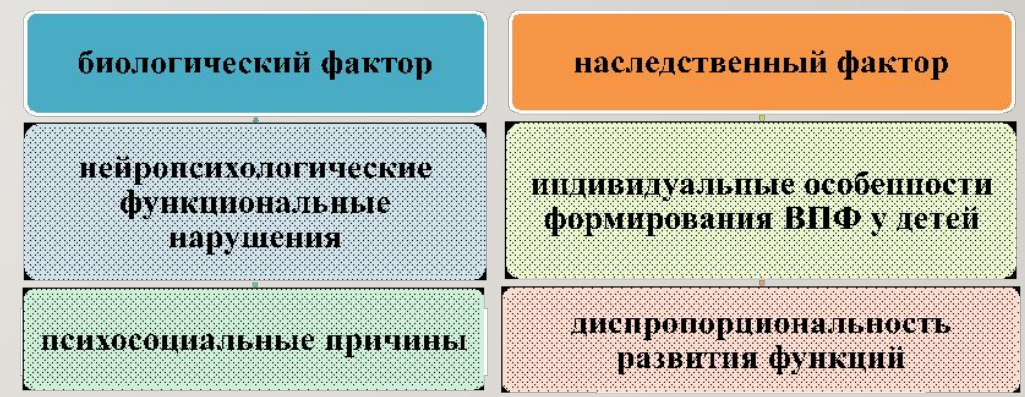 биологический фактор
наследственный фактор
нейропсихологические
функциональные
нарушения
индивидуальные особенности
формирования ВПФ у детей
психосоциальные причины
диспропорциональность
развития функций